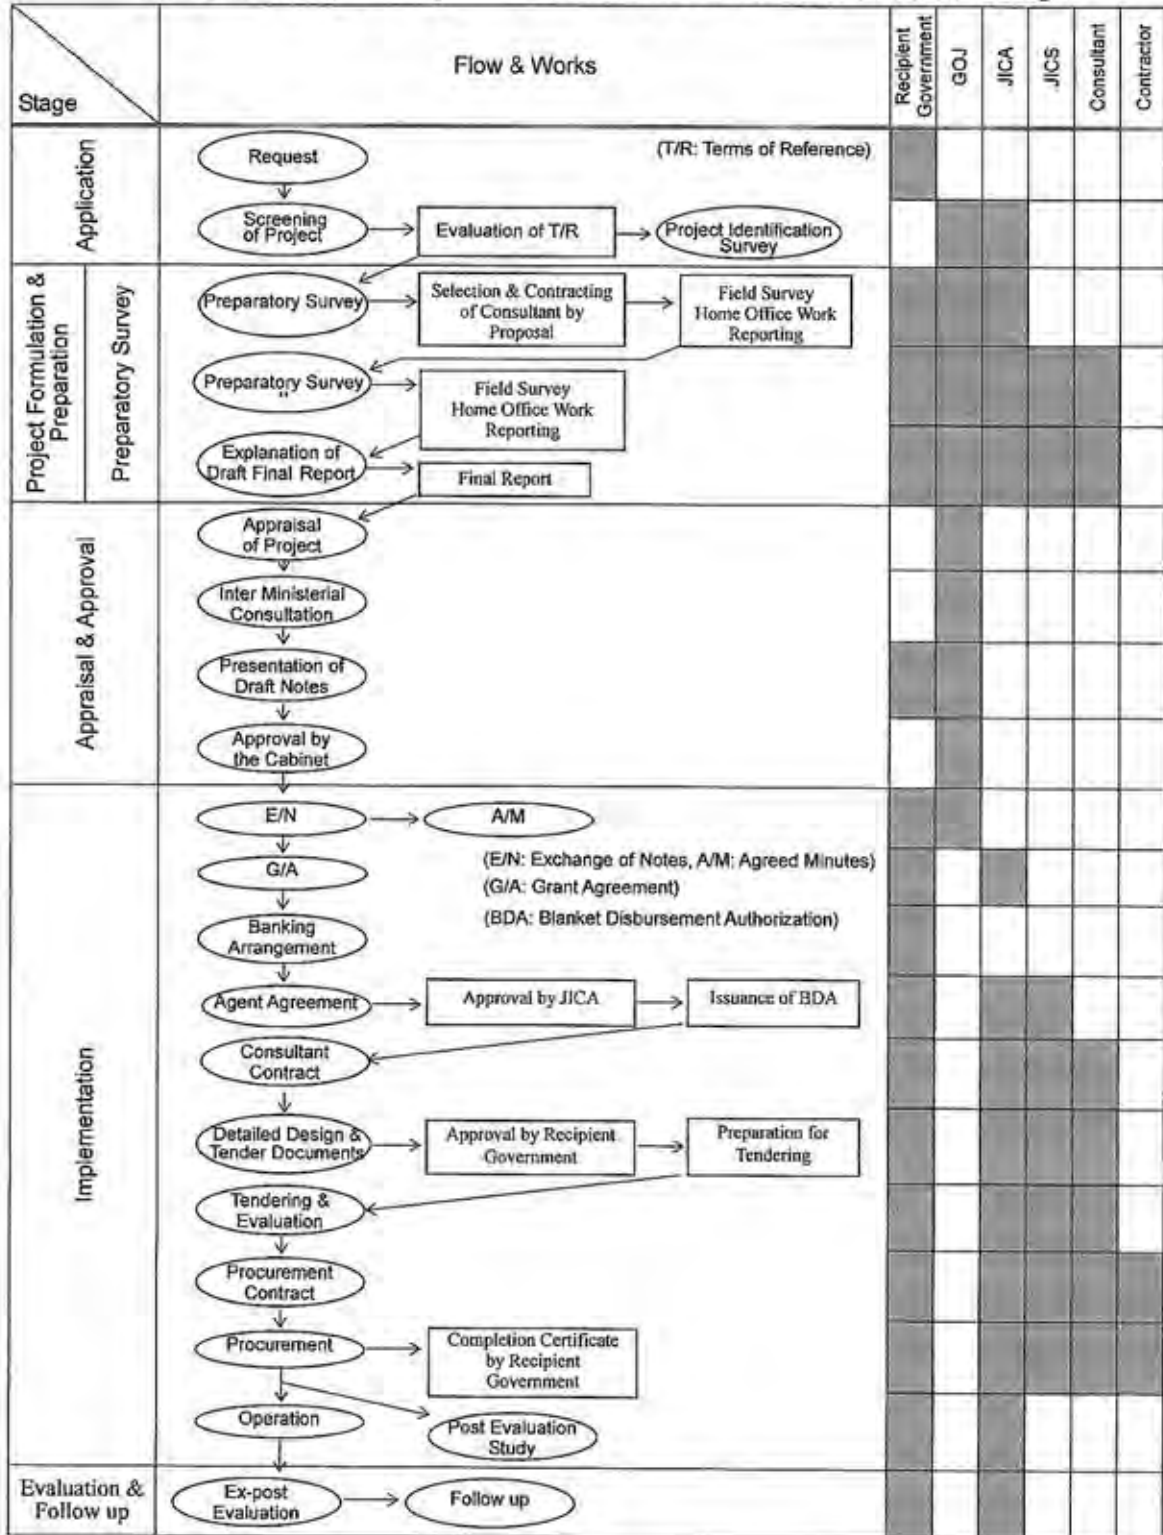 Stage
Flow & Works
Recipient
Government
GOJ
JICA
JICS
Consultant
Contractor
Application
Request
(T/R: Terms of Reference)
Screening
of Project
Evaluation of T/R
Project Identification
Survey
Project Formulation &
Preparation
Preparatory Survey
Preparatory Survey
Selection & Contracting
of Consultant by
Proposal
Field Survey
Home Office Work
Reporting
Preparatory Survey
"
Field Survey
Home Office Work
Reporting
Explanation of
Draft Final Report
Final Report
Appraisal & Approval
Appraisal
of Project
Inter Ministerial
Consultation
Presentation of
Draft Notes
Approval by
the Cabinet
Implementation
E/N
A/M
(E/N: Exchange of Notes, A/M: Agreed Minutes)
G/A
(G/A: Grant Agreement)
(BDA: Blanket Disbursement Authorization)
Banking
Arrangement
Agent Agreement
Approval by JICA
Issuance of BDA
Consultant
Contract
Detailed Design &
Tender Documents
Approval by Recipient
Government
Preparation for
Tendering
Tendering &
Evaluation
Procurement
Contract
Procurement
Completion Certificate
by Recipient
Government
Operation
Post Evaluation
Study
Evaluation &
Follow up
Ex-post
Evaluation
Follow up